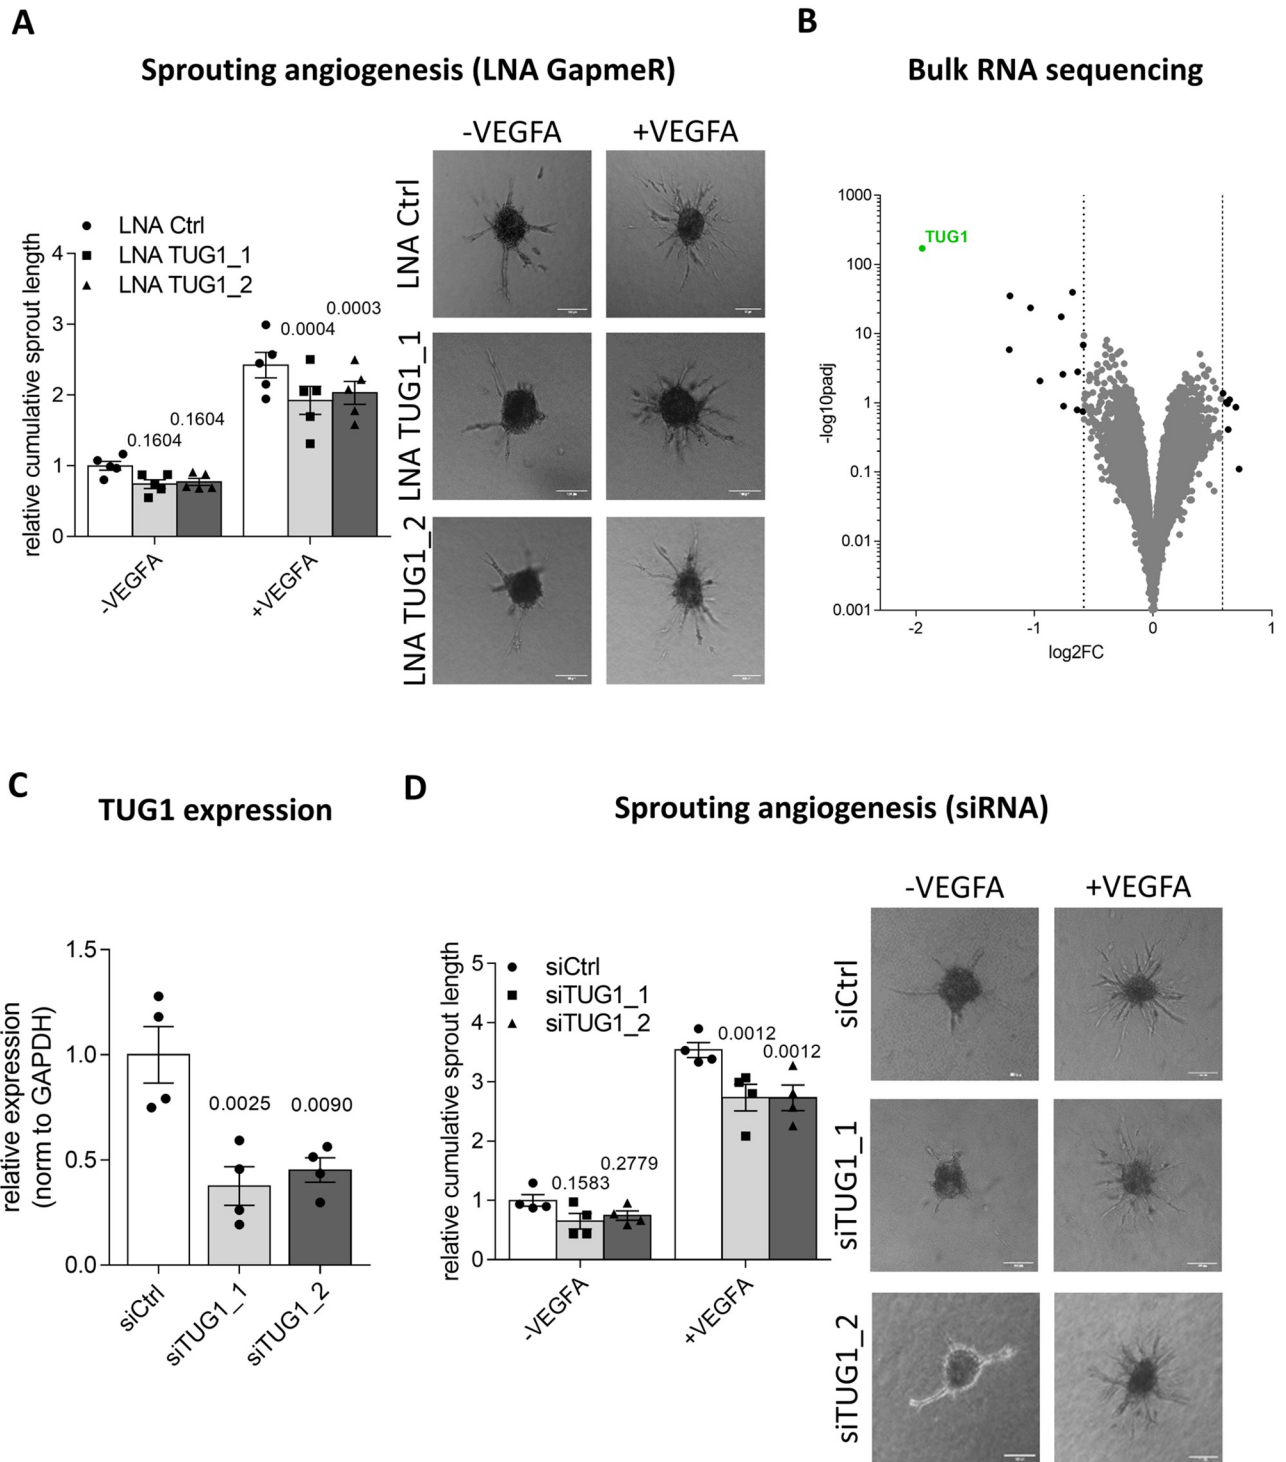 A
Sprouting angiogenesis (LNA GapmeR)
-VEGFA +VEGFA
LNA Ctrl
LNA TUG1_1
LNA TUG1_2
relative cumulative sprout length
4
3
2
1
0
0.1604
0.1604
0.0004
0.0003
-VEGFA
+VEGFA
LNA Ctrl
LNA TUG1_1
LNA TUG1_2
B
Bulk RNA sequencing
-log10padj
1000
100
10
1
0.1
0.01
0.001
TUG1
-2 -1 0 1
log2FC
C
TUG1 expression
relative expression
(norm to GAPDH)
1.5
1.0
0.5
0.0
0.0025 0.0090
siCtrl
siTUG1_1
siTUG1_2
D
Sprouting angiogenesis (siRNA)
-VEGFA +VEGFA
siCtrl
siTUG1_1
siTUG1_2
relative cumulative sprout length
5
4
3
2
1
0
0.1583
0.2779
0.0012
0.0012
-VEGFA
+VEGFA
siCtrl
siTUG1_1
siTUG1_2